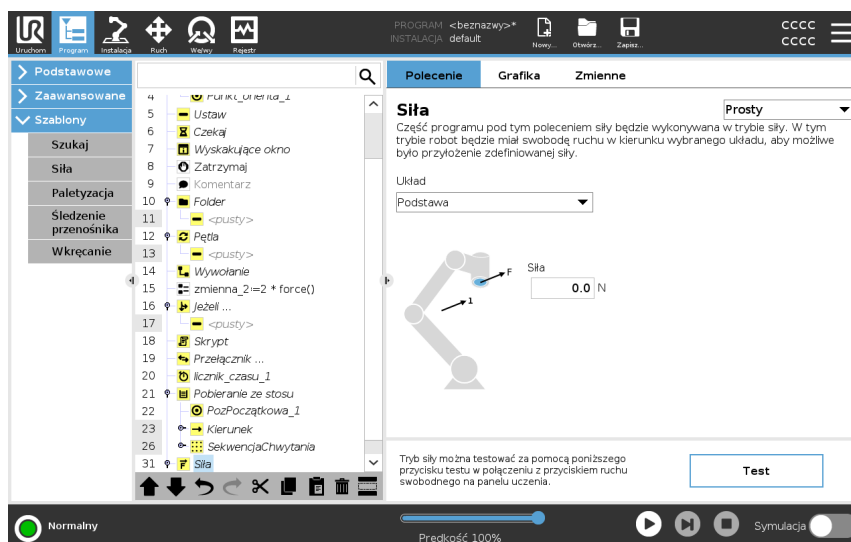 PROGRAM <beznazwy>*
INSTALACJA default
CCCC
CCCC
Uruchom Program Instalacja Ruch We/wy Rejestr Nowy... Otwórz... Zapisz...
Podstawowe
Zaawansowane
Szablony
Szukaj
Siła
Paletyzacja
Śledzenie
przenośnika
Wkręcanie
4 Punkt_orienta_1
5 Ustaw
6 Czekaj
7 Wyskakujące okno
8 Zatrzymaj
9 Komentarz
10 Folder
11 <pusty>
12 Pętla
13 <pusty>
14 Wywołanie
15 zmienna_2≔2 * force()
16 Jeżeli ...
17 <pusty>
18 Skrypt
19 Przełącznik ...
20 licznik_czasu_1
21 Pobieranie ze stosu
22 PozPoczątkowa_1
23 Kierunek
26 SekwencjaChwytania
31 Siła
Polecenie Grafika Zmienne
Siła
Prosty
Część programu pod tym poleceniem siły będzie wykonywana w trybie siły. W tym
trybie robot będzie miał swobodę ruchu w kierunku wybranego układu, aby możliwe
było przyłożenie zdefiniowanej siły.
Układ
Podstawa
F
1
Siła
0.0 N
Tryb siły można testować za pomocą poniższego
przycisku testu w połączeniu z przyciskiem ruchu
swobodnego na panelu uczenia.
Test
Normalny
Prędkość 100%
Symulacja